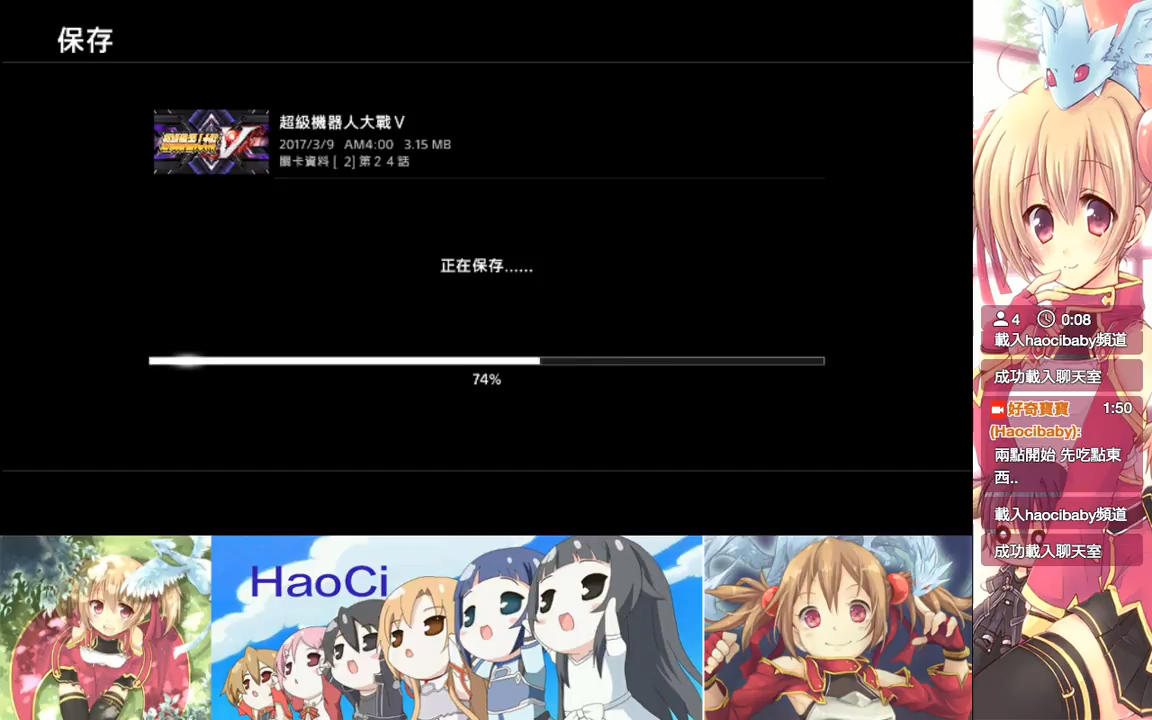 保存
超級機器人大戰V
2017/3/9 AM4:00 3.15 MB
關卡資料[ 2]第24話
正在保存......
74%
HaoCi
4 0:08
載入haocibaby頻道
成功載入聊天室
好奇寶寶 1:50
(Haocibaby):
兩點開始 先吃點東
西..
載入haocibaby頻道
成功載入聊天室